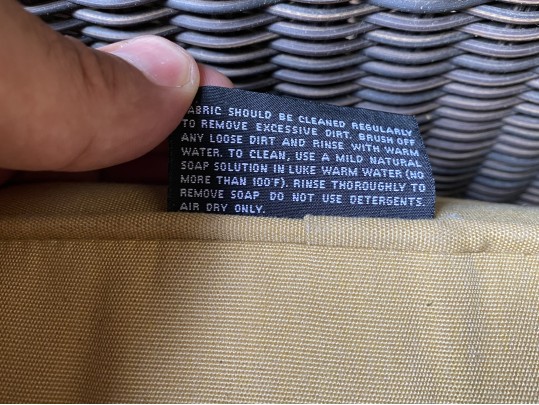 FABRIC SHOULD BE CLEANED REGULARLY
TO REMOVE EXCESSIVE DIRT. BRUSH OFF
ANY LOOSE DIRT AND RINSE WITH WARM
WATER. TO CLEAN, USE A MILD NATURAL
SOAP SOLUTION IN LUKE WARM WATER (NO
MORE THAN 100°F). RINSE THOROUGHLY TO
REMOVE SOAP. DO NOT USE DETERGENTS.
AIR DRY ONLY.